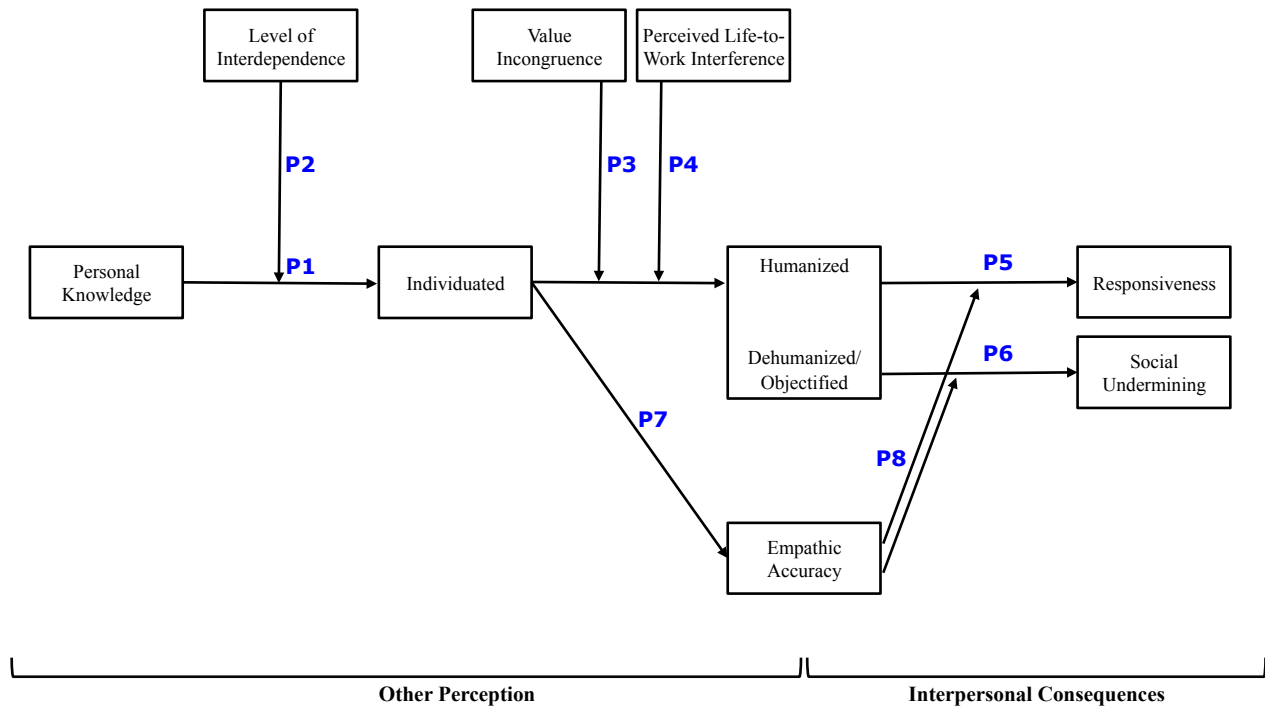 Level of
Interdependence
Value
Incongruence
Perceived Life-to-
Work Interference
P2
P3
P4
Personal
Knowledge
P1
Individuated
Humanized
Dehumanized/
Objectified
P5
Responsiveness
P6
Social
Undermining
P7
P8
Empathic
Accuracy
Other Perception
Interpersonal Consequences